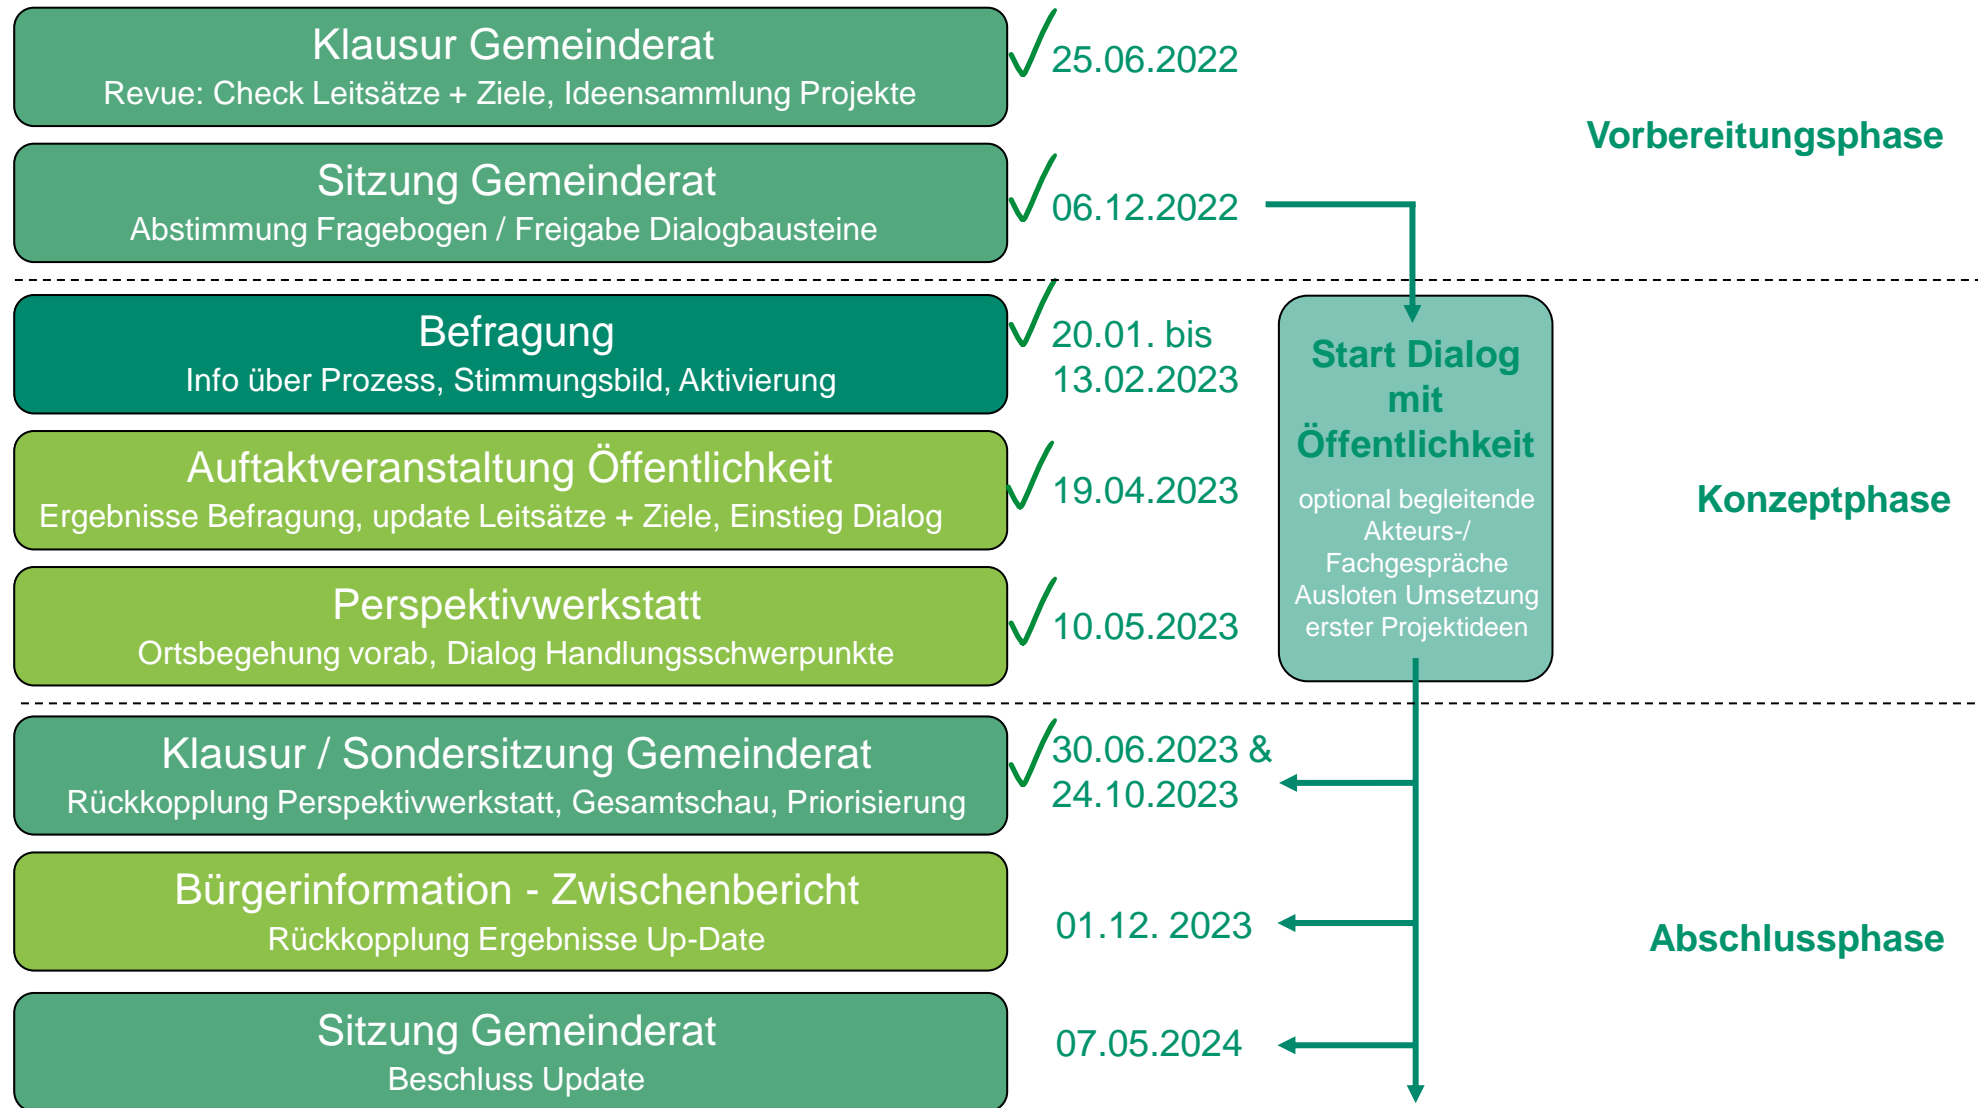 Klausur Gemeinderat
Revue: Check Leitsätze + Ziele, Ideensammlung Projekte
25.06.2022
Vorbereitungsphase
Sitzung Gemeinderat
Abstimmung Fragebogen / Freigabe Dialogbausteine
06.12.2022
Befragung
Info über Prozess, Stimmungsbild, Aktivierung
20.01. bis
13.02.2023
Start Dialog
mit
Öffentlichkeit
optional begleitende
Akteurs-/
Fachgespräche
Ausloten Umsetzung
erster Projektideen
Auftaktveranstaltung Öffentlichkeit
Ergebnisse Befragung, update Leitsätze + Ziele, Einstieg Dialog
19.04.2023
Konzeptphase
Perspektivwerkstatt
Ortsbegehung vorab, Dialog Handlungsschwerpunkte
10.05.2023
Klausur / Sondersitzung Gemeinderat
Rückkopplung Perspektivwerkstatt, Gesamtschau, Priorisierung
30.06.2023 &
24.10.2023
Bürgerinformation - Zwischenbericht
Rückkopplung Ergebnisse Up-Date
01.12. 2023
Abschlussphase
Sitzung Gemeinderat
Beschluss Update
07.05.2024